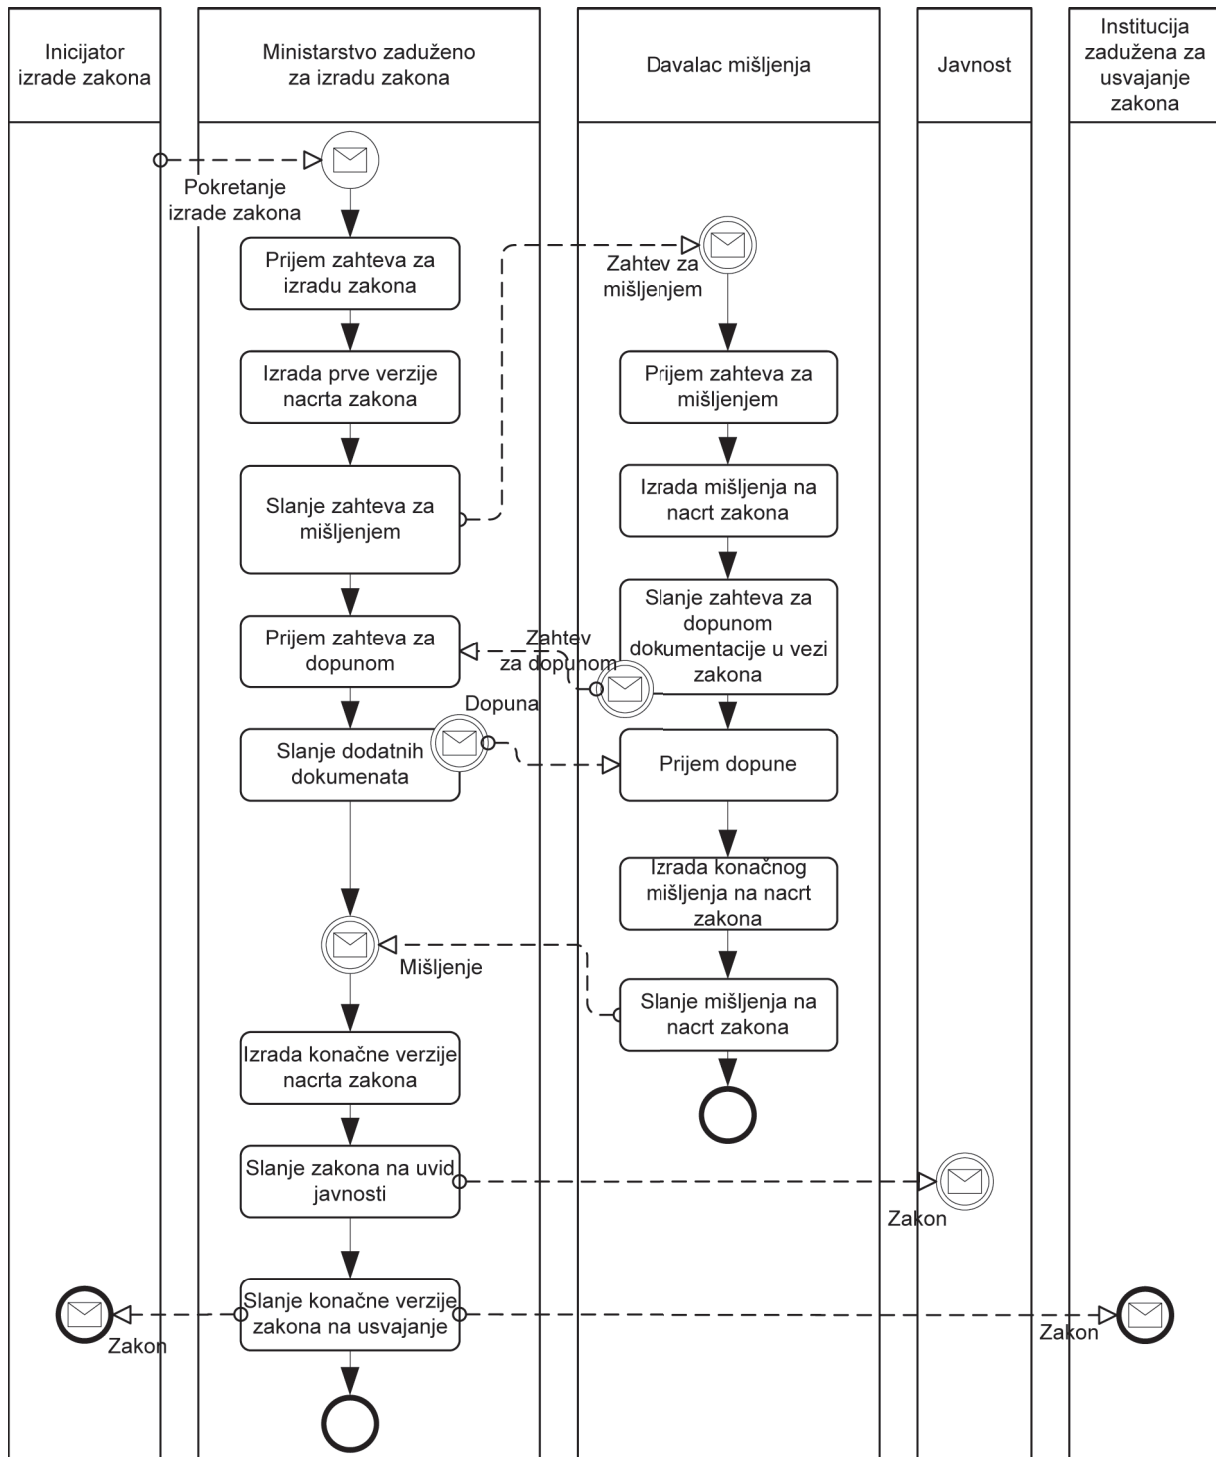 Inicijator
izrade zakona
Ministarstvo zaduženo
za izradu zakona
Davalac mišljenja
Javnost
Institucija
zadužena za
usvajanje
zakona
Pokretanje
izrade zakona
Prijem zahteva za
izradu zakona
Izrada prve verzije
nacrta zakona
Slanje zahteva za
mišljenjem
Zahtev za
mišljenjem
Prijem zahteva za
mišljenjem
Izrada mišljenja na
nacrt zakona
Slanje zahteva za
dopunom
dokumentacije u vezi
zakona
Zahtev
za dopunom
Prijem zahteva za
dopunom
Dopuna
Slanje dodatnih
dokumenata
Prijem dopune
Izrada konačnog
mišljenja na nacrt
zakona
Mišljenje
Slanje mišljenja na
nacrt zakona
Izrada konačne verzije
nacrta zakona
Slanje zakona na uvid
javnosti
Zakon
Slanje konačne verzije
zakona na usvajanje
Zakon
Zakon